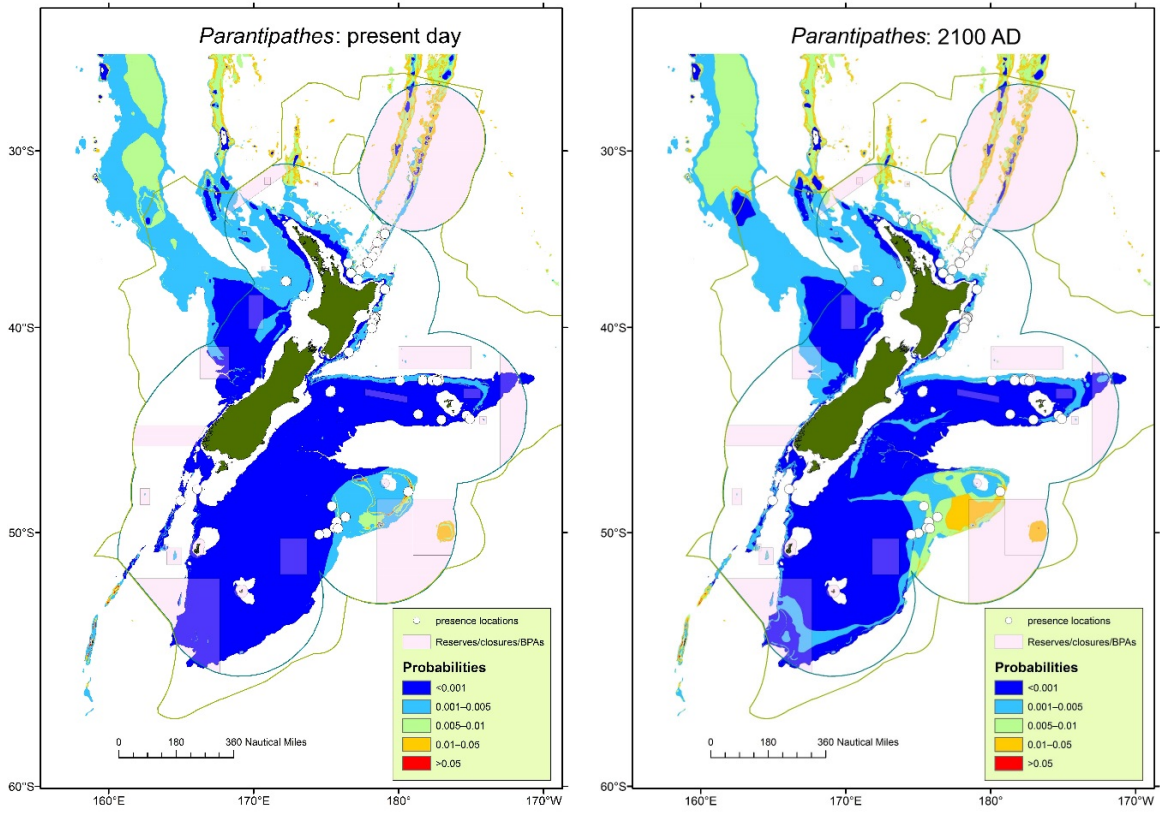 Parantipathes: present day
30°S
40°S
50°S
60°S
160°E
170°E
180°
170°W
presence locations
Reserves/closures/BPAs
Probabilities
<0.001
0.001–0.005
0.005–0.01
0.01–0.05
>0.05
0 180 360 Nautical Miles
Parantipathes: 2100 AD
30°S
40°S
50°S
60°S
160°E
170°E
180°
170°W
presence locations
Reserves/closures/BPAs
Probabilities
<0.001
0.001–0.005
0.005–0.01
0.01–0.05
>0.05
0 180 360 Nautical Miles